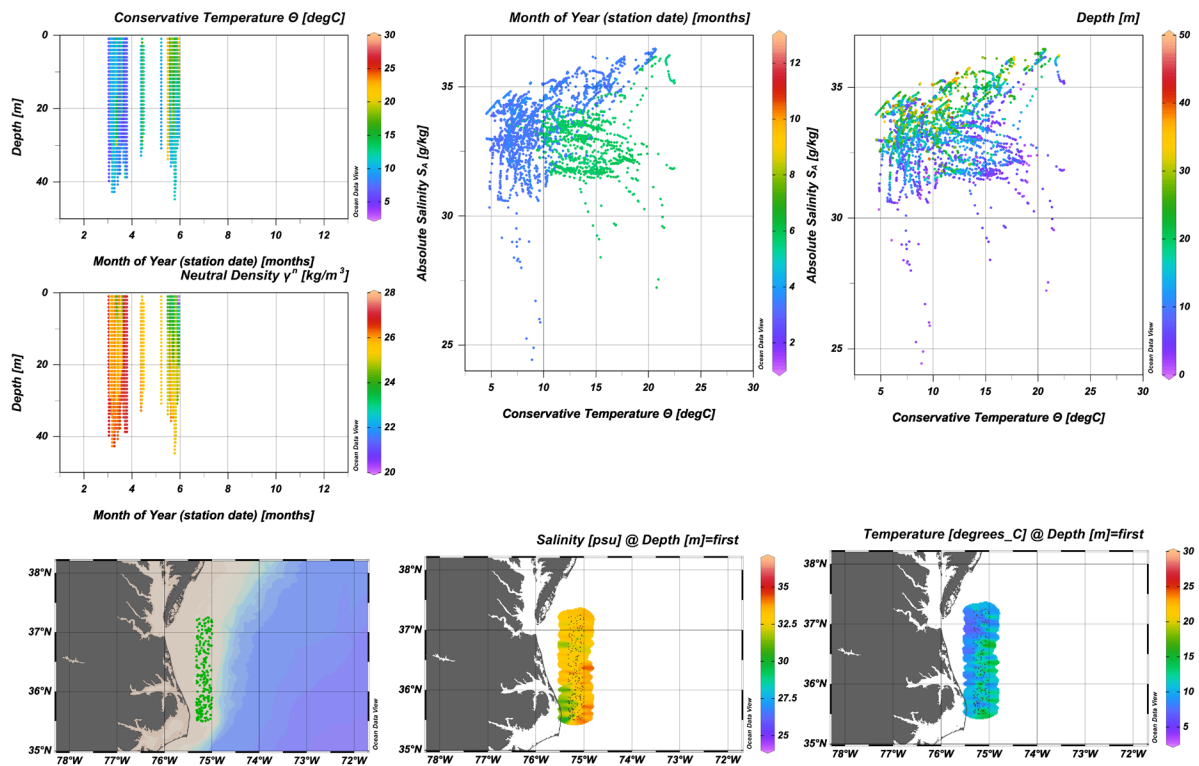 Conservative Temperature Θ [degC]
0
20
40
Depth [m]
2 4 6 8 10 12
Month of Year (station date) [months]
30
25
20
15
10
5
Ocean Data View
Neutral Density γⁿ [kg/m³]
0
20
40
Depth [m]
2 4 6 8 10 12
Month of Year (station date) [months]
28
26
24
22
20
Ocean Data View
Month of Year (station date) [months]
35
30
25
Absolute Salinity S_A [g/kg]
5 10 15 20 25 30
Conservative Temperature Θ [degC]
12
10
8
6
4
2
Ocean Data View
Depth [m]
35
30
25
Absolute Salinity S_A [g/kg]
5 10 15 20 25 30
Conservative Temperature Θ [degC]
50
40
30
20
10
0
Ocean Data View
38°N
37°N
36°N
35°N
78°W 77°W 76°W 75°W 74°W 73°W 72°W
Ocean Data View
Salinity [psu] @ Depth [m]=first
38°N
37°N
36°N
35°N
78°W 77°W 76°W 75°W 74°W 73°W 72°W
35
32.5
30
27.5
25
Ocean Data View
Temperature [degrees_C] @ Depth [m]=first
38°N
37°N
36°N
35°N
78°W 77°W 76°W 75°W 74°W 73°W 72°W
30
25
20
15
10
5
Ocean Data View